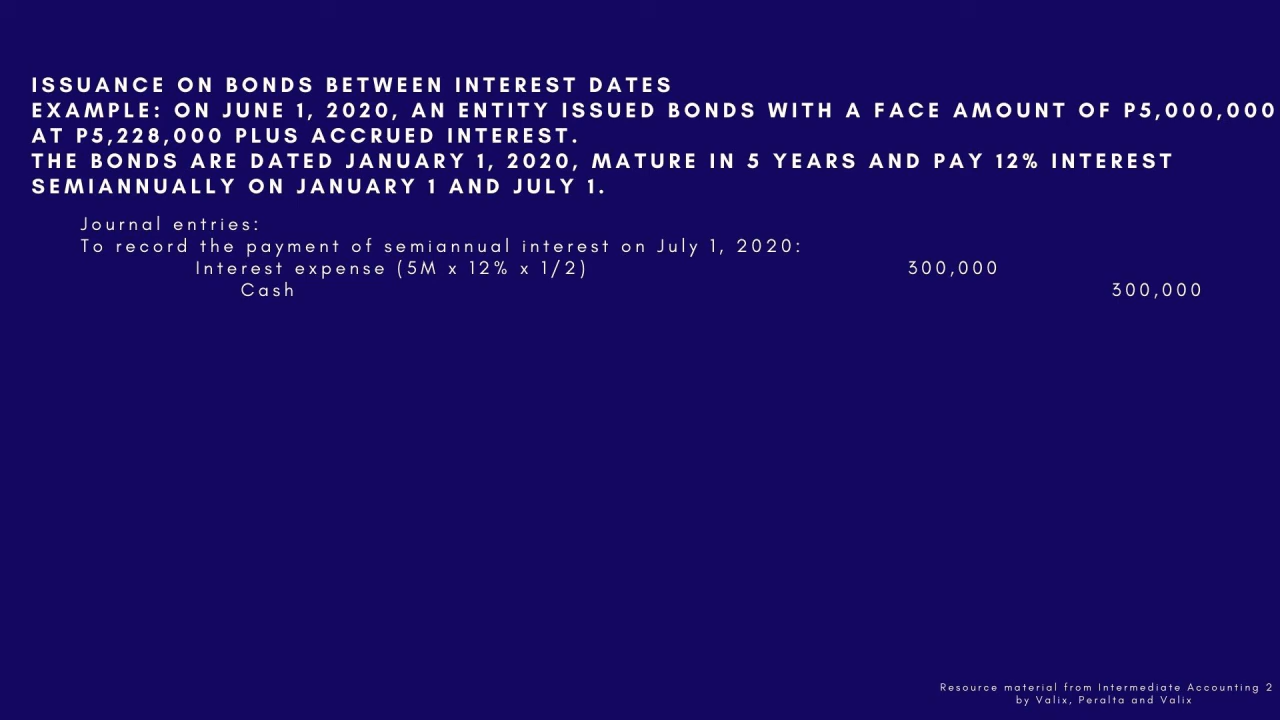 ISSUANCE ON BONDS BETWEEN INTEREST DATES
EXAMPLE: ON JUNE 1, 2020, AN ENTITY ISSUED BONDS WITH A FACE AMOUNT OF P5,000,000
AT P5,228,000 PLUS ACCRUED INTEREST.
THE BONDS ARE DATED JANUARY 1, 2020, MATURE IN 5 YEARS AND PAY 12% INTEREST
SEMIANNUALLY ON JANUARY 1 AND JULY 1.
Journal entries:
To record the payment of semiannual interest on July 1, 2020:
Interest expense (5M x 12% x 1/2) 300,000
Cash 300,000
Resource material from Intermediate Accounting 2
by Valix, Peralta and Valix